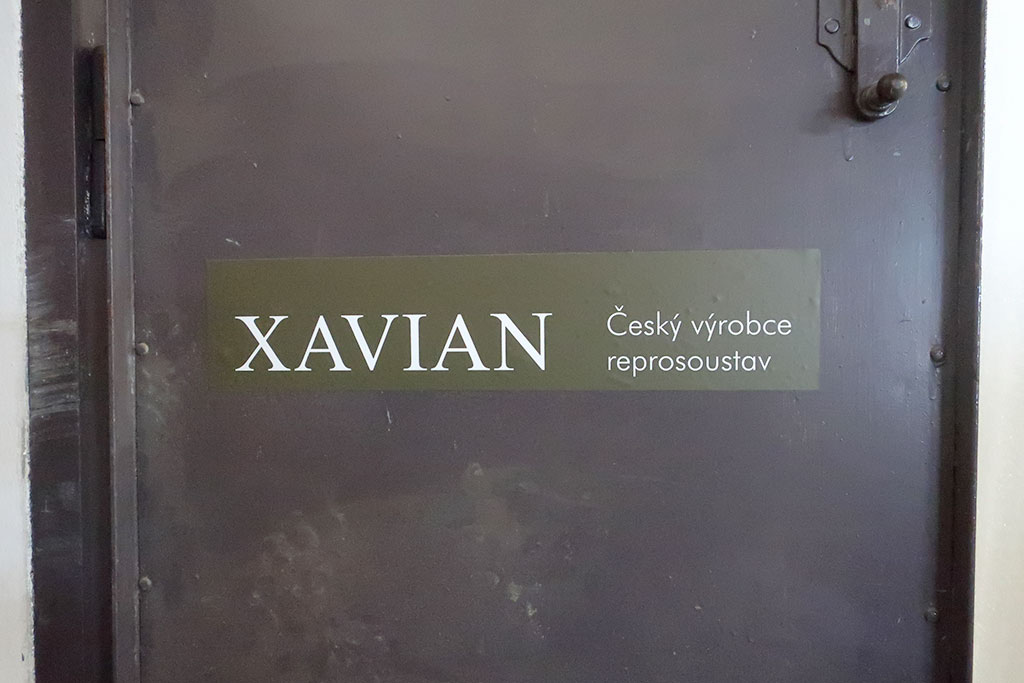 XAVIAN
Český výrobce
reprosoustav